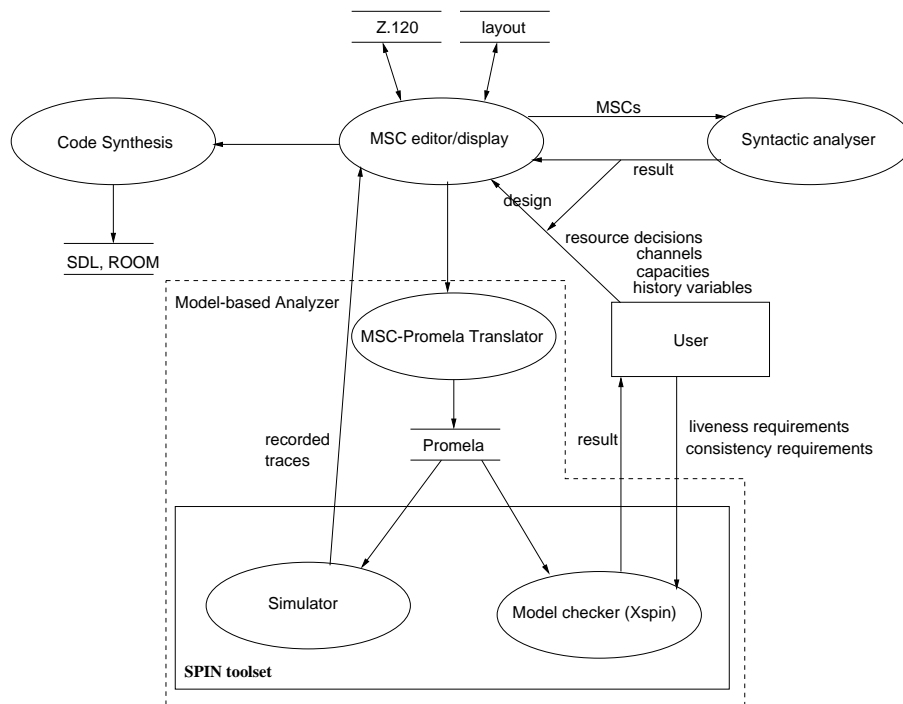 Z.120
layout
MSCs
Code Synthesis
MSC editor/display
Syntactic analyser
result
design
resource decisions
channels
capacities
history variables
SDL, ROOM
Model-based Analyzer
MSC-Promela Translator
User
recorded
traces
Promela
result
liveness requirements
consistency requirements
Simulator
Model checker (Xspin)
SPIN toolset